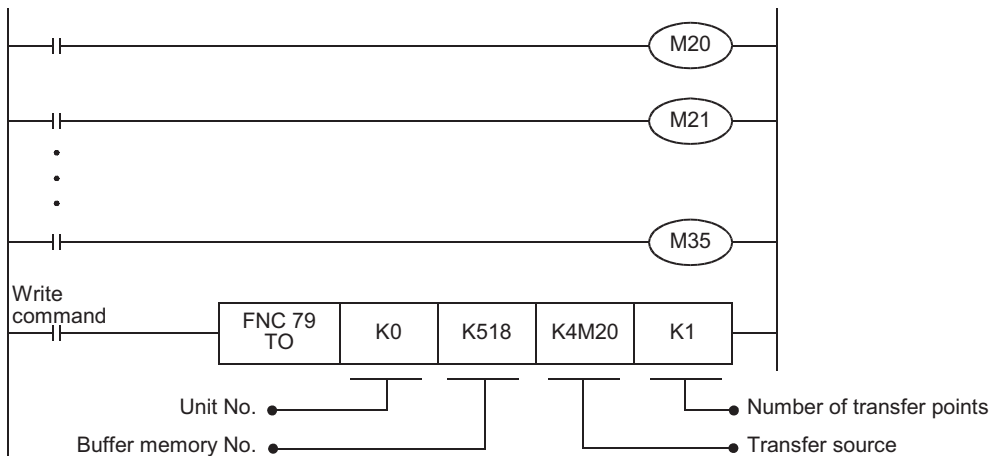 M20
M21
M35
Write
command
FNC 79
TO
K0
K518
K4M20
K1
Unit No.
Number of transfer points
Buffer memory No.
Transfer source